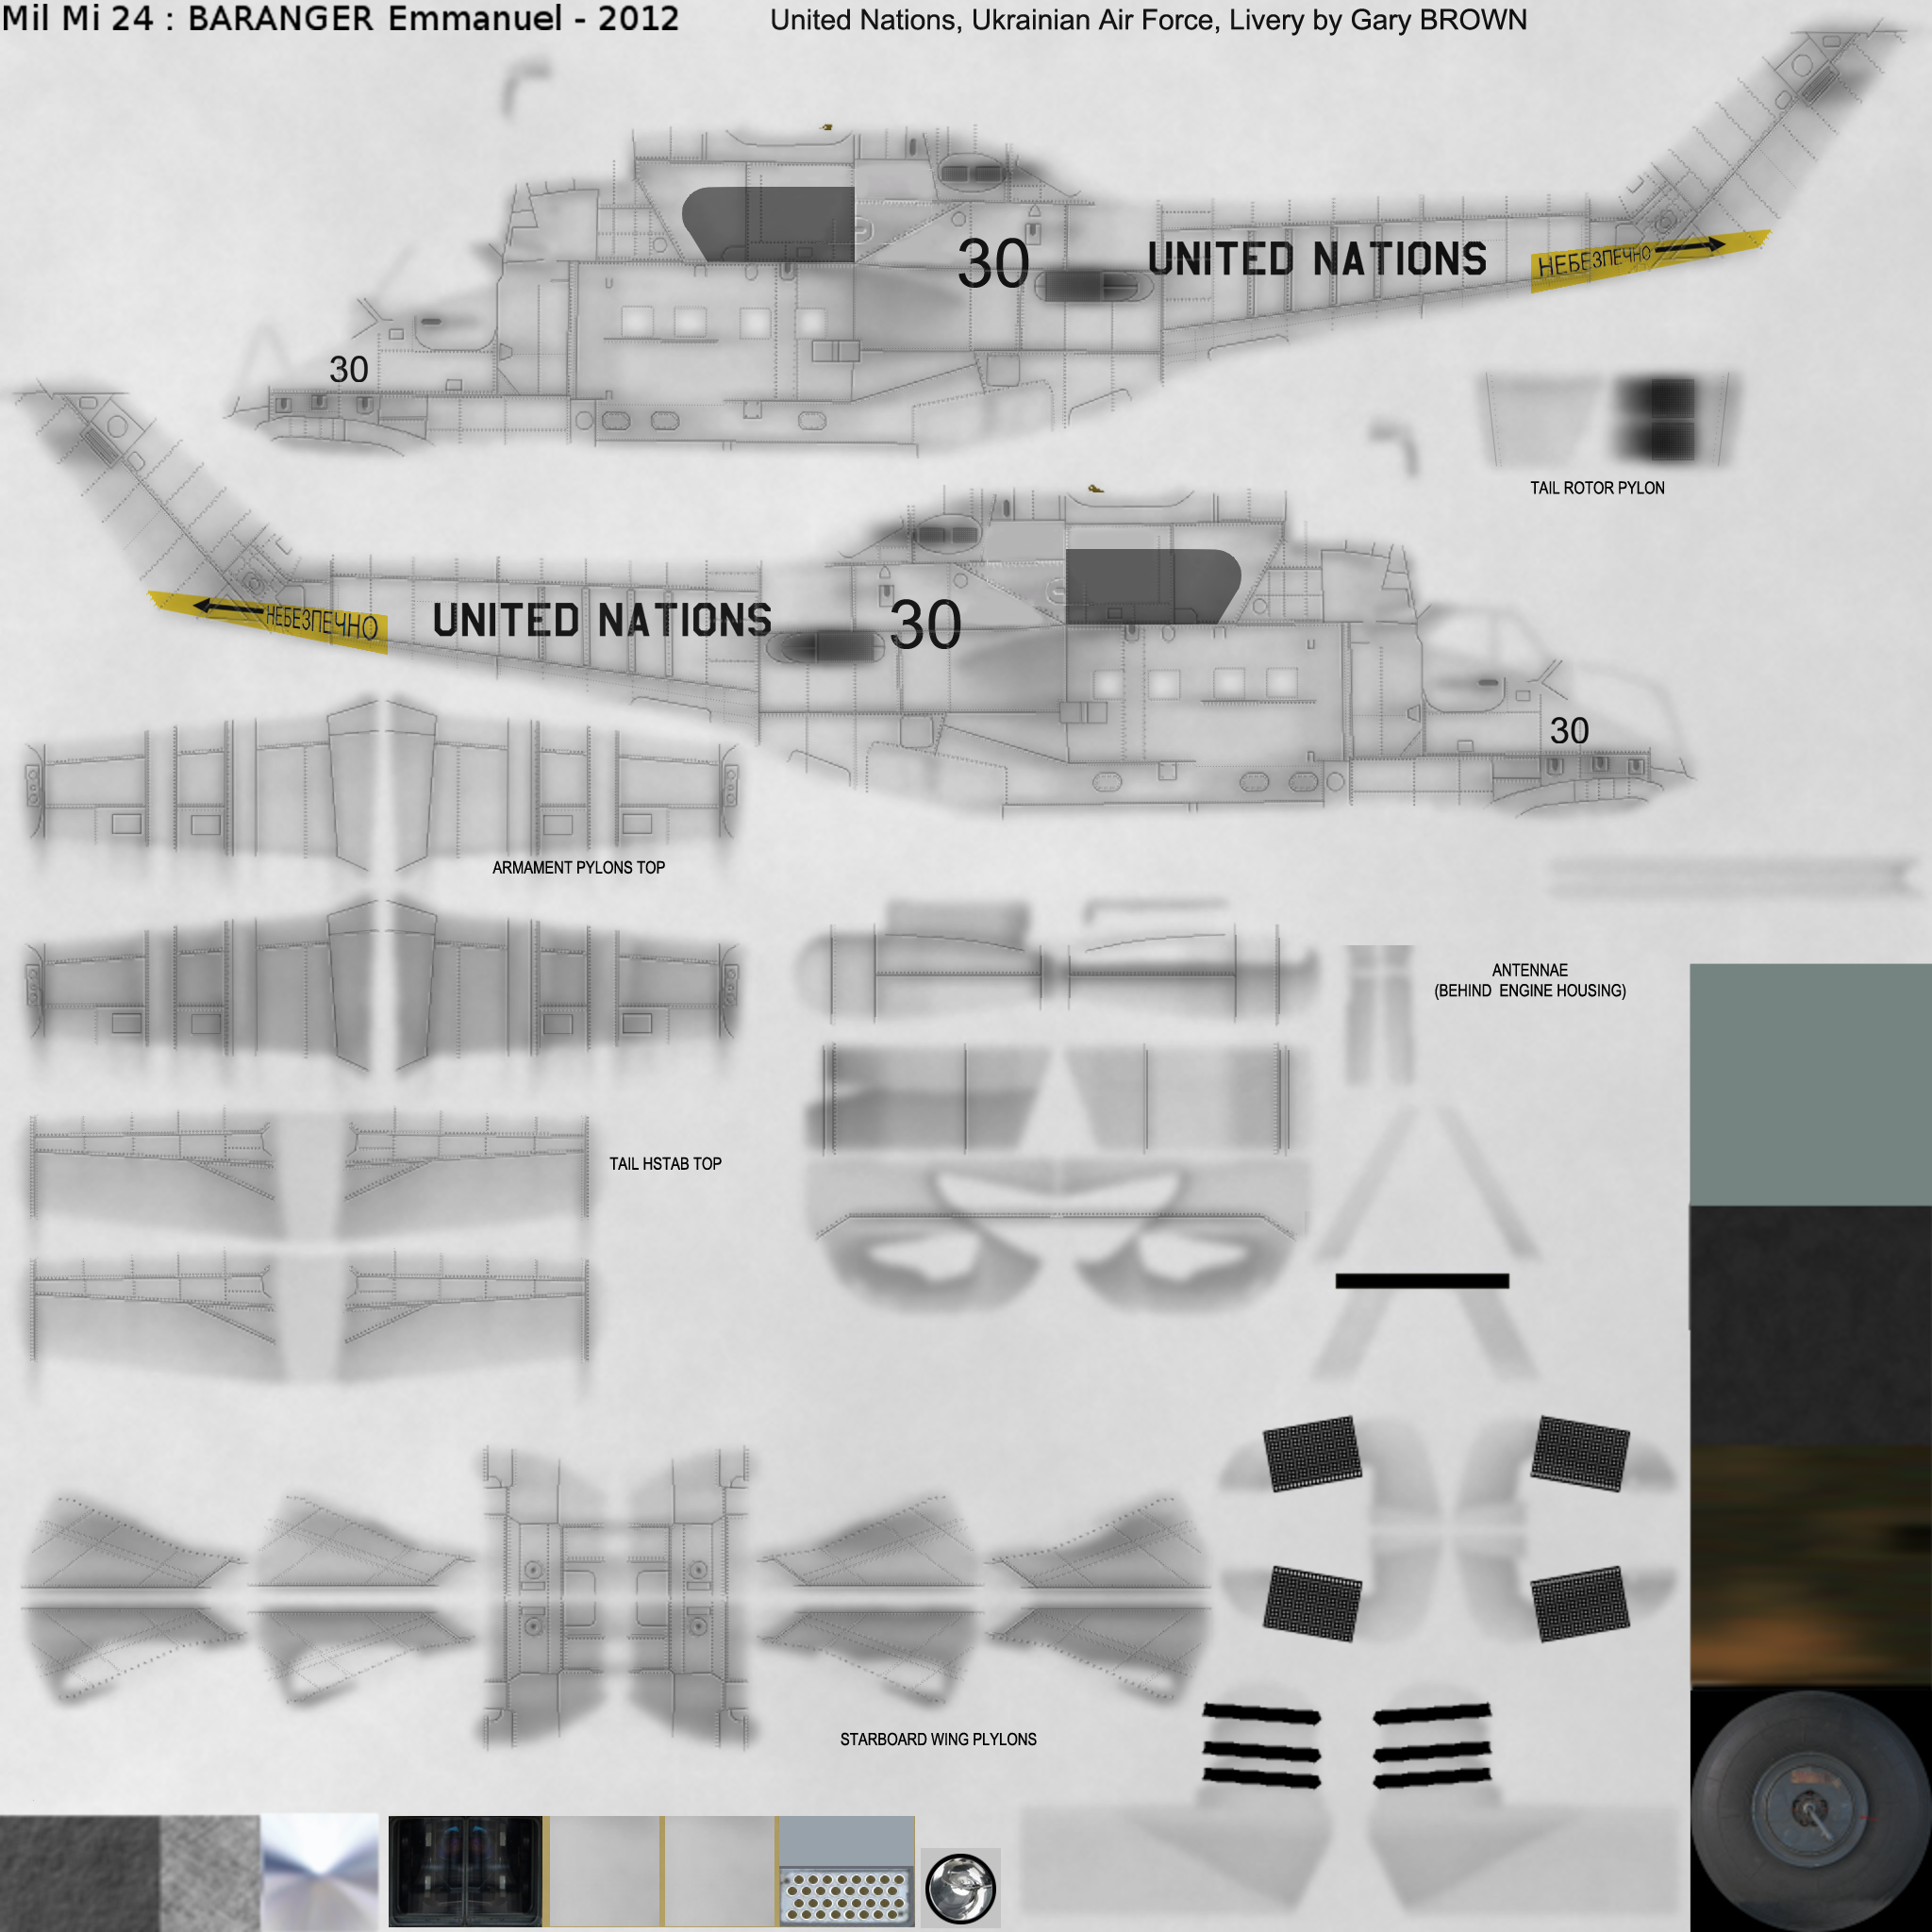 Mil Mi 24 : BARANGER Emmanuel - 2012
United Nations, Ukrainian Air Force, Livery by Gary BROWN
30
UNITED NATIONS
НЕБЕЗПЕЧНО
30
TAIL ROTOR PYLON
НЕБЕЗПЕЧНО
UNITED NATIONS
30
30
ARMAMENT PYLONS TOP
ANTENNAE
(BEHIND ENGINE HOUSING)
TAIL HSTAB TOP
STARBOARD WING PLYLONS